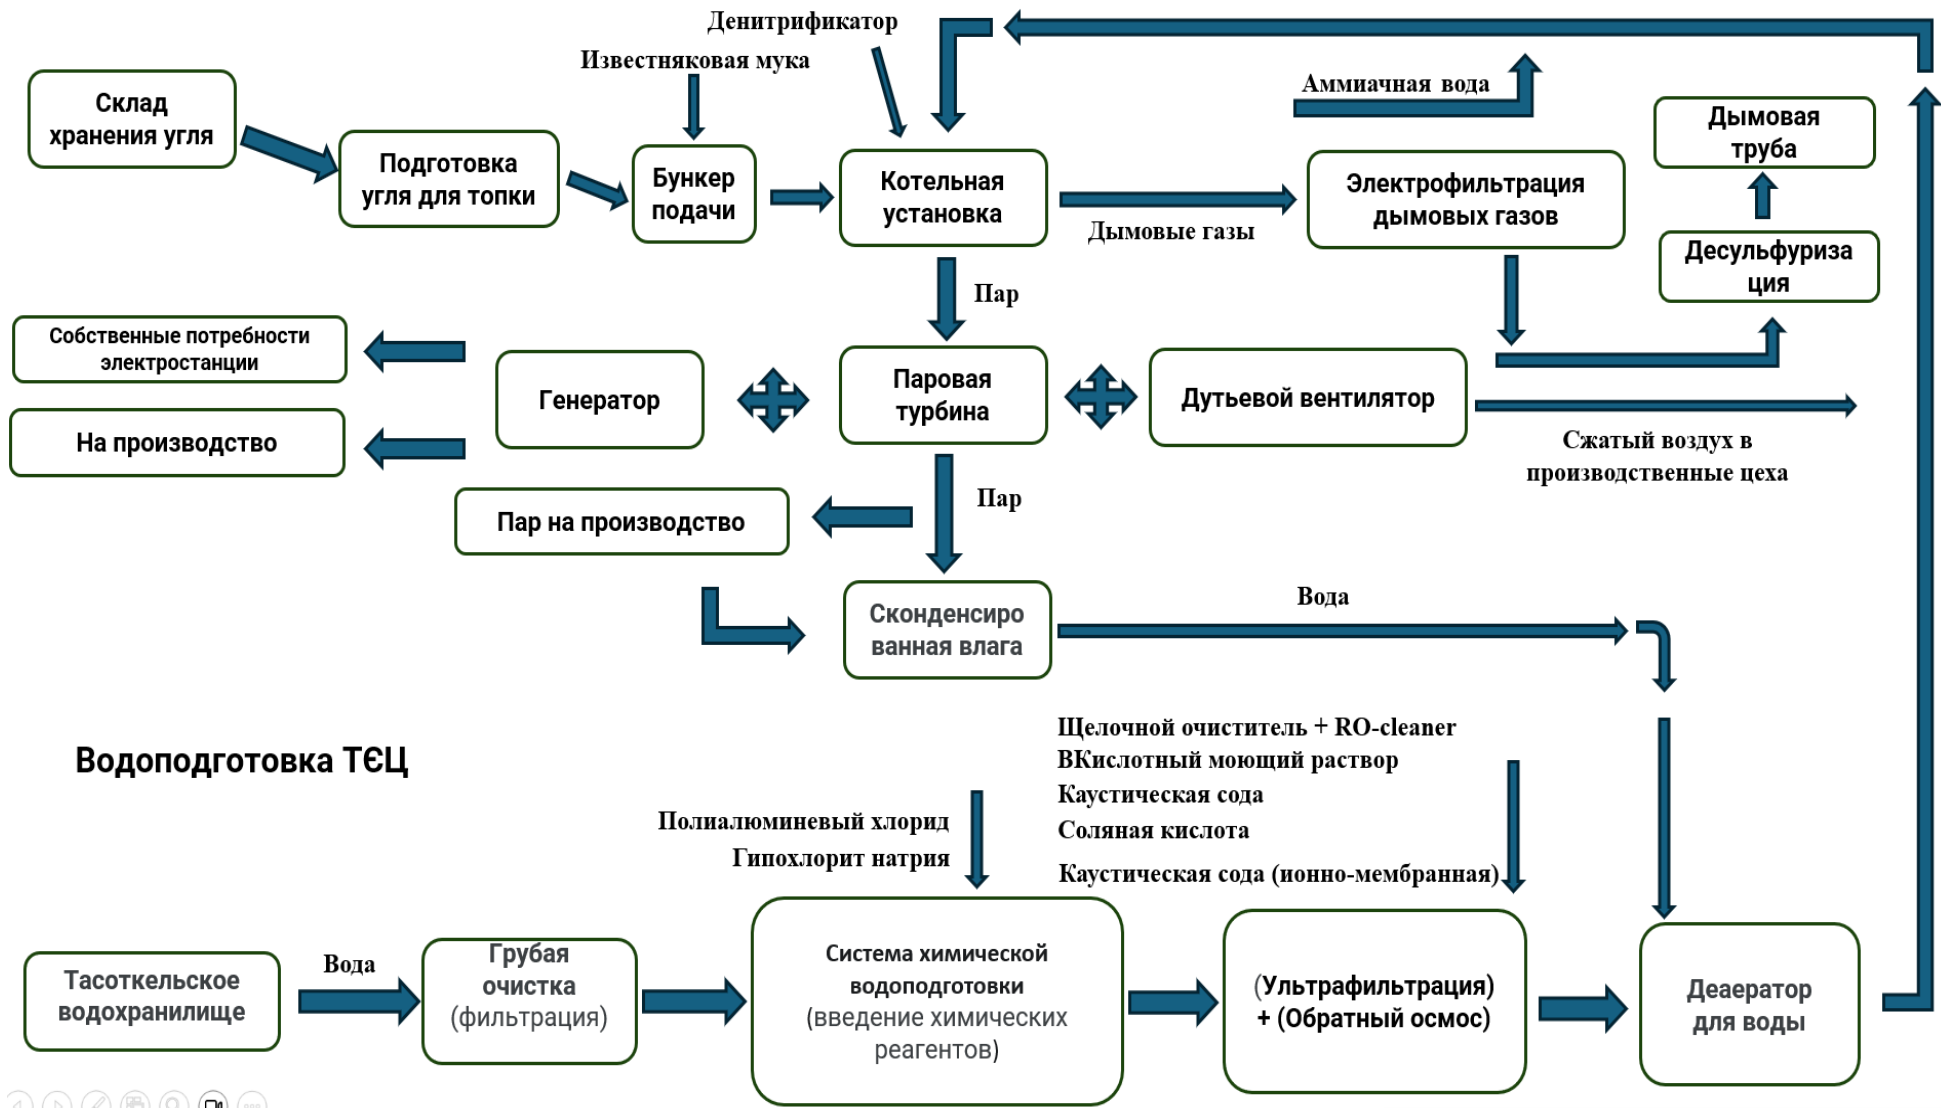 Денитрификатор
Известняковая мука
Аммиачная вода
Склад
хранения угля
Подготовка
угля для топки
Бункер
подачи
Котельная
установка
Дымовые газы
Электрофильтрация
дымовых газов
Дымовая
труба
Десульфуриза
ция
Пар
Собственные потребности
электростанции
На производство
Генератор
Паровая
турбина
Дутьевой вентилятор
Сжатый воздух в
производственные цеха
Пар на производство
Пар
Сконденсиро
ванная влага
Вода
Водоподготовка ТЄЦ
Полиалюминевый хлорид
Гипохлорит натрия
Щелочной очиститель + RO-cleaner
ВКислотный моющий раствор
Каустическая сода
Соляная кислота
Каустическая сода (ионно-мембранная)
Тасоткельское
водохранилище
Вода
Грубая
очистка
(фильтрация)
Система химической
водоподготовки
(введение химических
реагентов)
(Ультрафильтрация)
+ (Обратный осмос)
Деаератор
для воды